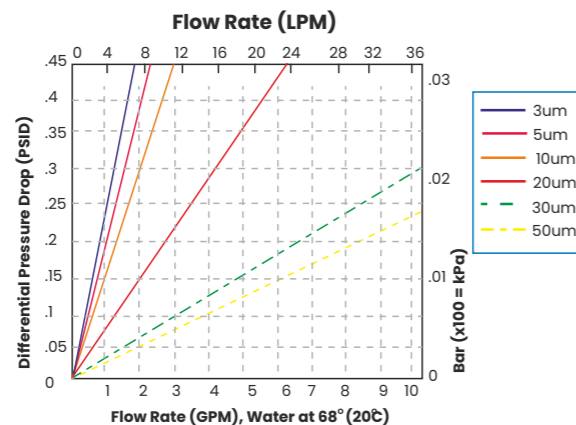 Flow Rate (LPM)
0 4 8 12 16 20 24 28 32 36
Differential Pressure Drop (PSID)
.45
.4
.35
.3
.25
.2
.15
.1
.05
0
.03
.02
.01
0
Bar (x100 = kPa)
1 2 3 4 5 6 7 8 9 10
Flow Rate (GPM), Water at 68° (20℃)
3um
5um
10um
20um
30um
50um